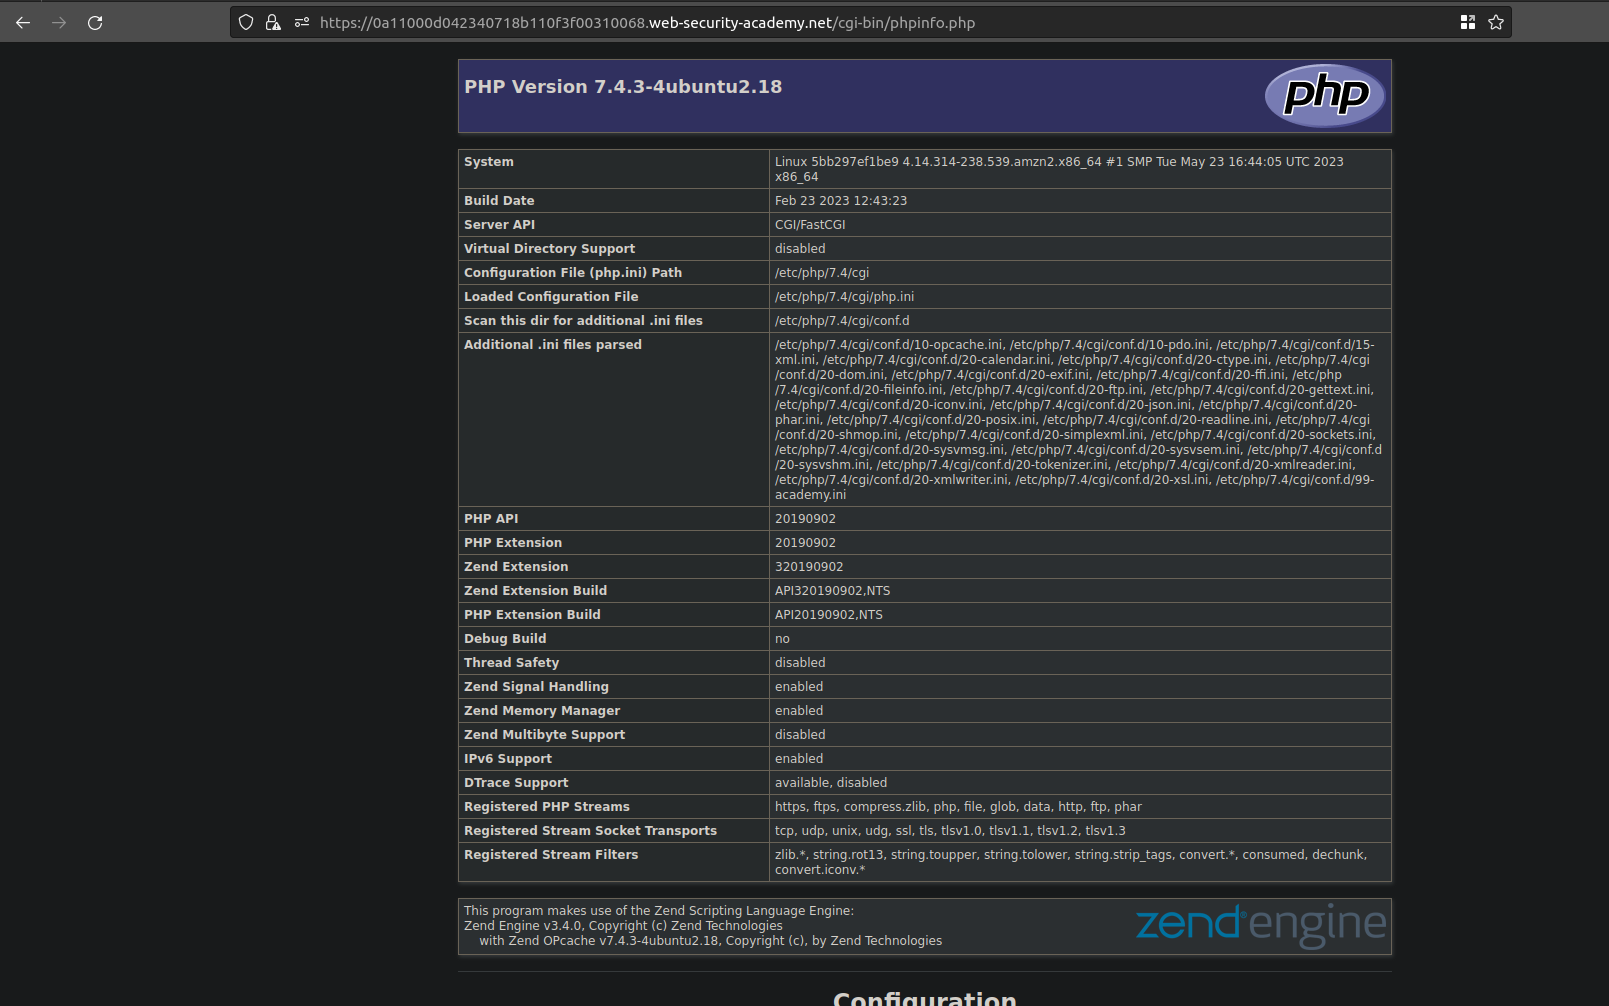 https://0a11000d042340718b110f3f00310068.web-security-academy.net/cgi-bin/phpinfo.php
PHP Version 7.4.3-4ubuntu2.18
php
System
Linux 5bb297ef1be9 4.14.314-238.539.amzn2.x86_64 #1 SMP Tue May 23 16:44:05 UTC 2023
x86_64
Build Date
Feb 23 2023 12:43:23
Server API
CGI/FastCGI
Virtual Directory Support
disabled
Configuration File (php.ini) Path
/etc/php/7.4/cgi
Loaded Configuration File
/etc/php/7.4/cgi/php.ini
Scan this dir for additional .ini files
/etc/php/7.4/cgi/conf.d
Additional .ini files parsed
/etc/php/7.4/cgi/conf.d/10-opcache.ini, /etc/php/7.4/cgi/conf.d/10-pdo.ini, /etc/php/7.4/cgi/conf.d/15-
xml.ini, /etc/php/7.4/cgi/conf.d/20-calendar.ini, /etc/php/7.4/cgi/conf.d/20-ctype.ini, /etc/php/7.4/cgi
/conf.d/20-dom.ini, /etc/php/7.4/cgi/conf.d/20-exif.ini, /etc/php/7.4/cgi/conf.d/20-ffi.ini, /etc/php
/7.4/cgi/conf.d/20-fileinfo.ini, /etc/php/7.4/cgi/conf.d/20-ftp.ini, /etc/php/7.4/cgi/conf.d/20-gettext.ini,
/etc/php/7.4/cgi/conf.d/20-iconv.ini, /etc/php/7.4/cgi/conf.d/20-json.ini, /etc/php/7.4/cgi/conf.d/20-
phar.ini, /etc/php/7.4/cgi/conf.d/20-posix.ini, /etc/php/7.4/cgi/conf.d/20-readline.ini, /etc/php/7.4/cgi
/conf.d/20-shmop.ini, /etc/php/7.4/cgi/conf.d/20-simplexml.ini, /etc/php/7.4/cgi/conf.d/20-sockets.ini,
/etc/php/7.4/cgi/conf.d/20-sysvmsg.ini, /etc/php/7.4/cgi/conf.d/20-sysvsem.ini, /etc/php/7.4/cgi/conf.d
/20-sysvshm.ini, /etc/php/7.4/cgi/conf.d/20-tokenizer.ini, /etc/php/7.4/cgi/conf.d/20-xmlreader.ini,
/etc/php/7.4/cgi/conf.d/20-xmlwriter.ini, /etc/php/7.4/cgi/conf.d/20-xsl.ini, /etc/php/7.4/cgi/conf.d/99-
academy.ini
PHP API
20190902
PHP Extension
20190902
Zend Extension
320190902
Zend Extension Build
API320190902,NTS
PHP Extension Build
API20190902,NTS
Debug Build
no
Thread Safety
disabled
Zend Signal Handling
enabled
Zend Memory Manager
enabled
Zend Multibyte Support
disabled
IPv6 Support
enabled
DTrace Support
available, disabled
Registered PHP Streams
https, ftps, compress.zlib, php, file, glob, data, http, ftp, phar
Registered Stream Socket Transports
tcp, udp, unix, udg, ssl, tls, tlsv1.0, tlsv1.1, tlsv1.2, tlsv1.3
Registered Stream Filters
zlib.*, string.rot13, string.toupper, string.tolower, string.strip_tags, convert.*, consumed, dechunk,
convert.iconv.*
This program makes use of the Zend Scripting Language Engine:
Zend Engine v3.4.0, Copyright (c) Zend Technologies
with Zend OPcache v7.4.3-4ubuntu2.18, Copyright (c), by Zend Technologies
zend engine
Configuration